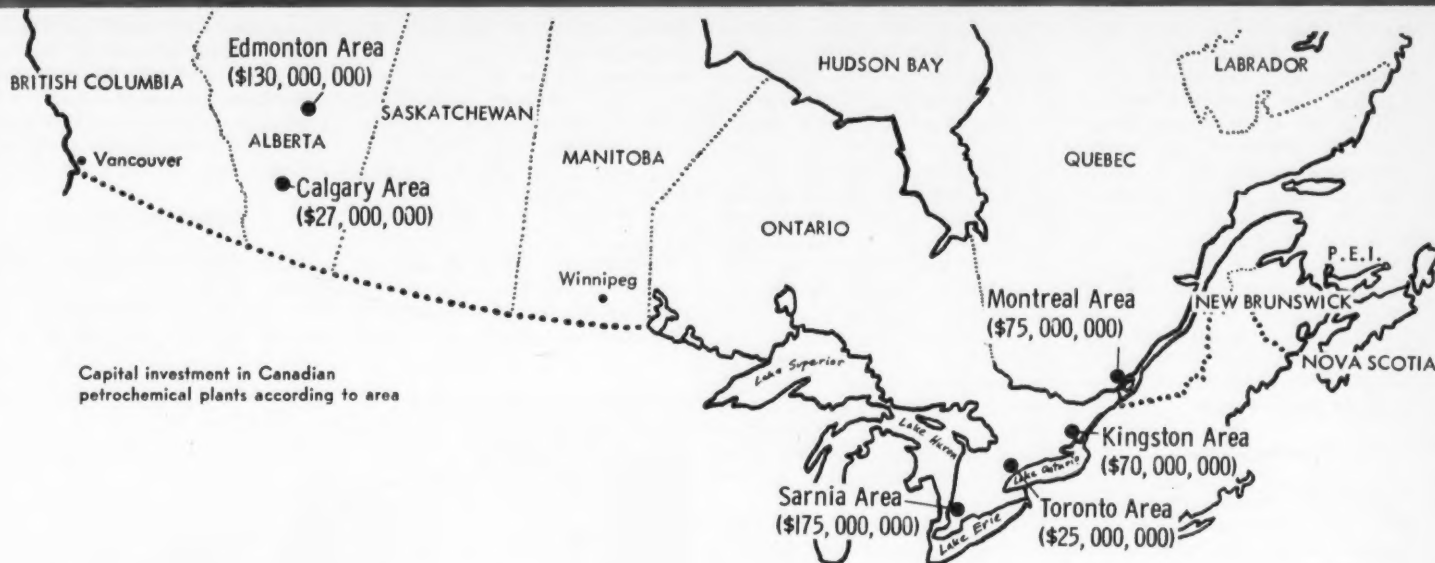 Edmonton Area
($130,000,000)
BRITISH COLUMBIA
ALBERTA
SASKATCHEWAN
Vancouver
Calgary Area
($27,000,000)
MANITOBA
Winnipeg
HUDSON BAY
ONTARIO
LABRADOR
QUEBEC
P.E.I.
NEW BRUNSWICK
NOVA SCOTIA
Montreal Area
($75,000,000)
Capital investment in Canadian
petrochemical plants according to area
Lake Superior
Lake Huron
Kingston Area
($70,000,000)
Lake Ontario
Sarnia Area
($175,000,000)
Toronto Area
($25,000,000)
Lake Erie